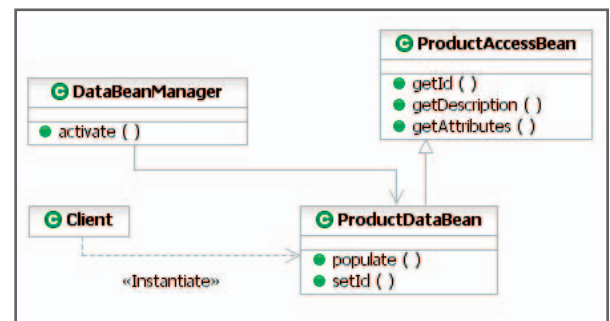 ProductAccessBean
getId ( )
getDescription ( )
getAttributes ( )
DataBeanManager
activate ( )
Client
ProductDataBean
populate ( )
setId ( )
«Instantiate»